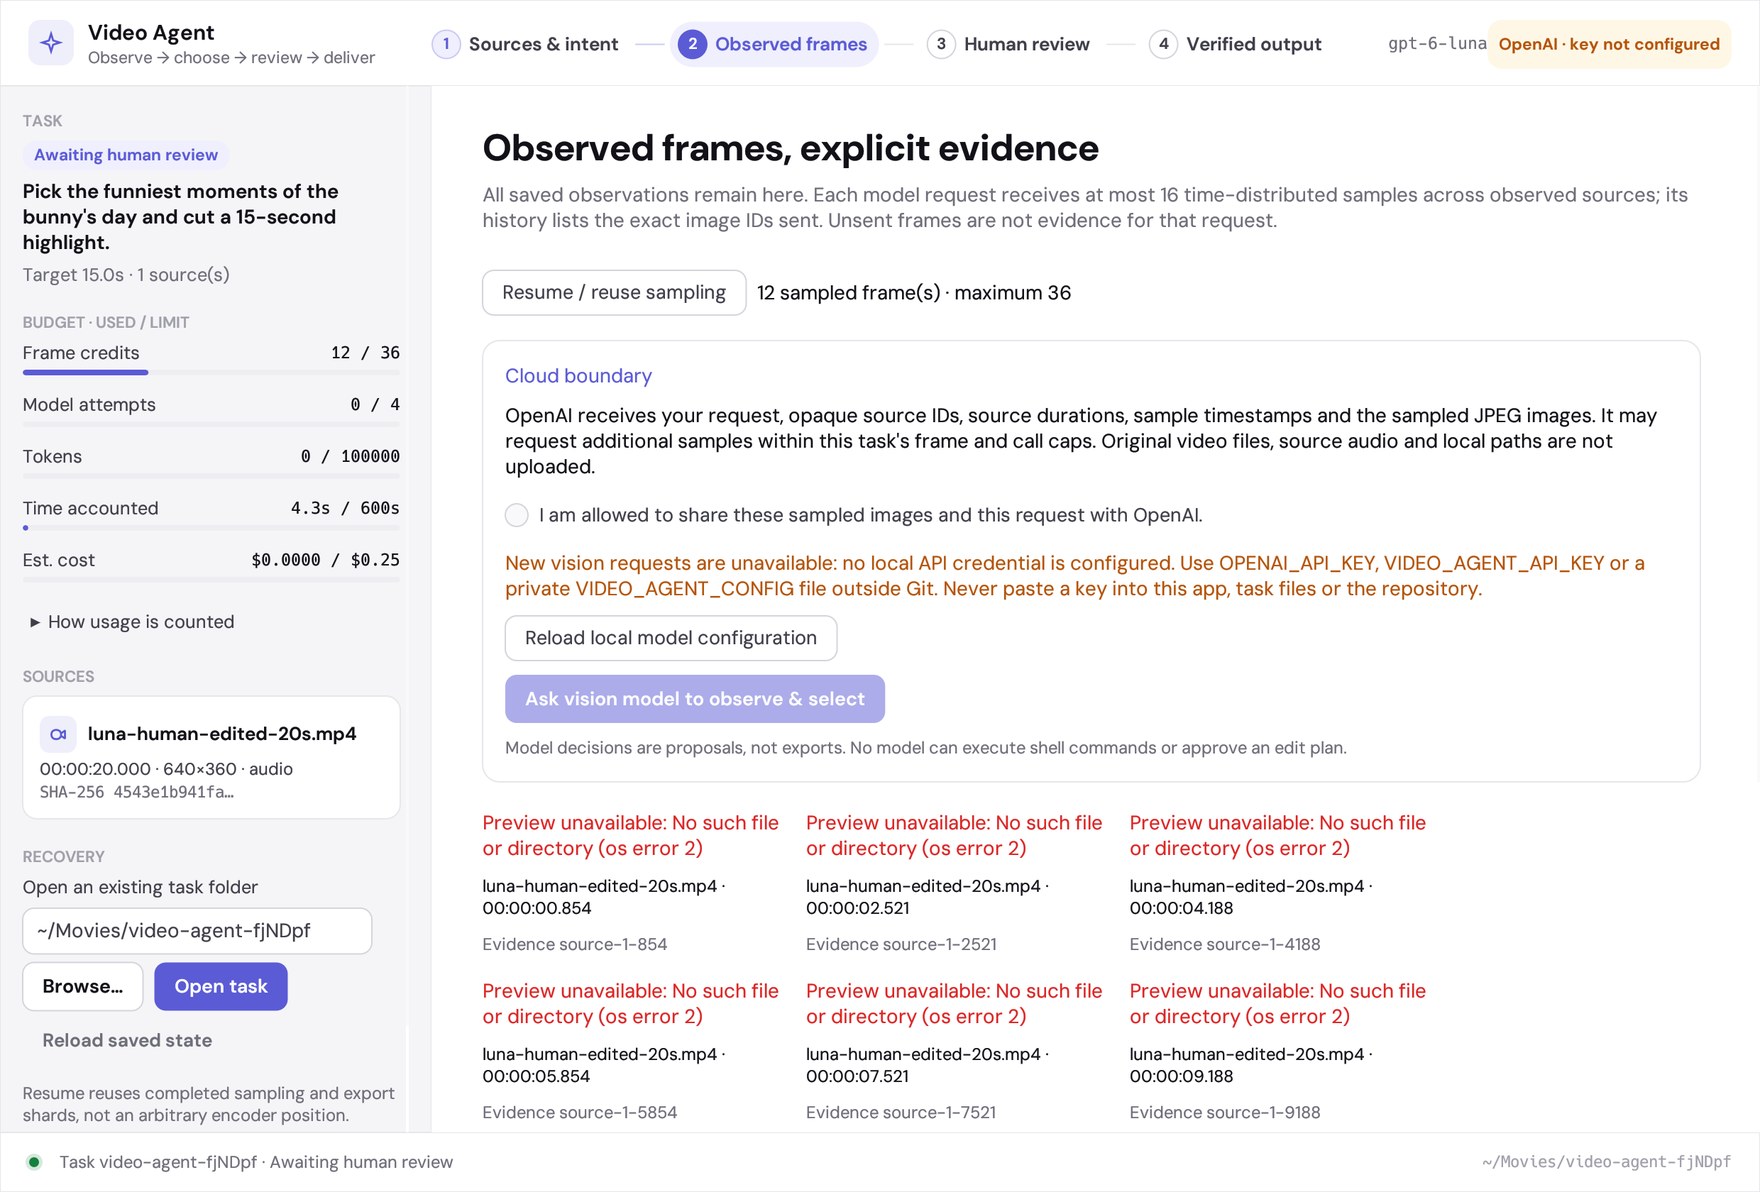 Video Agent
Observe → choose → review → deliver
1 Sources & intent
2 Observed frames
3 Human review
4 Verified output
gpt-6-luna
OpenAI · key not configured
TASK
Awaiting human review
Pick the funniest moments of the
bunny's day and cut a 15-second
highlight.
Target 15.0s · 1 source(s)
BUDGET · USED / LIMIT
Frame credits 12 / 36
Model attempts 0 / 4
Tokens 0 / 100000
Time accounted 4.3s / 600s
Est. cost $0.0000 / $0.25
▸ How usage is counted
SOURCES
luna-human-edited-20s.mp4
00:00:20.000 · 640×360 · audio
SHA-256 4543e1b941fa…
RECOVERY
Open an existing task folder
~/Movies/video-agent-fjNDpf
Browse… Open task
Reload saved state
Resume reuses completed sampling and export
shards, not an arbitrary encoder position.
Observed frames, explicit evidence
All saved observations remain here. Each model request receives at most 16 time-distributed samples across observed sources; its
history lists the exact image IDs sent. Unsent frames are not evidence for that request.
Resume / reuse sampling 12 sampled frame(s) · maximum 36
Cloud boundary
OpenAI receives your request, opaque source IDs, source durations, sample timestamps and the sampled JPEG images. It may
request additional samples within this task's frame and call caps. Original video files, source audio and local paths are not
uploaded.
I am allowed to share these sampled images and this request with OpenAI.
New vision requests are unavailable: no local API credential is configured. Use OPENAI_API_KEY, VIDEO_AGENT_API_KEY or a
private VIDEO_AGENT_CONFIG file outside Git. Never paste a key into this app, task files or the repository.
Reload local model configuration
Ask vision model to observe & select
Model decisions are proposals, not exports. No model can execute shell commands or approve an edit plan.
Preview unavailable: No such file
or directory (os error 2)
luna-human-edited-20s.mp4 ·
00:00:00.854
Evidence source-1-854
Preview unavailable: No such file
or directory (os error 2)
luna-human-edited-20s.mp4 ·
00:00:02.521
Evidence source-1-2521
Preview unavailable: No such file
or directory (os error 2)
luna-human-edited-20s.mp4 ·
00:00:04.188
Evidence source-1-4188
Preview unavailable: No such file
or directory (os error 2)
luna-human-edited-20s.mp4 ·
00:00:05.854
Evidence source-1-5854
Preview unavailable: No such file
or directory (os error 2)
luna-human-edited-20s.mp4 ·
00:00:07.521
Evidence source-1-7521
Preview unavailable: No such file
or directory (os error 2)
luna-human-edited-20s.mp4 ·
00:00:09.188
Evidence source-1-9188
Task video-agent-fjNDpf · Awaiting human review
~/Movies/video-agent-fjNDpf